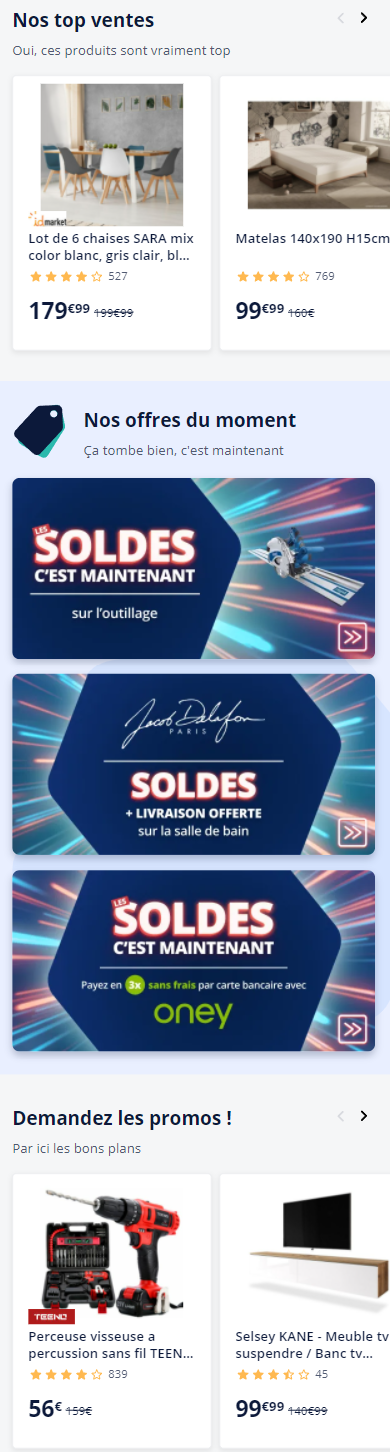 Nos top ventes
Oui, ces produits sont vraiment top
idmarket
Lot de 6 chaises SARA mix
color blanc, gris clair, bl...
527
179€99 199€99
Matelas 140x190 H15cm
769
99€99 160€
Nos offres du moment
Ça tombe bien, c'est maintenant
LES
SOLDES
C'EST MAINTENANT
sur l'outillage
Jacob Delafon
PARIS
SOLDES
+ LIVRAISON OFFERTE
sur la salle de bain
LES
SOLDES
C'EST MAINTENANT
Payez en 3x sans frais par carte bancaire avec
oney
Demandez les promos !
Par ici les bons plans
TEENO
Perceuse visseuse a
percussion sans fil TEEN...
839
56€ 159€
Selsey KANE - Meuble tv
suspendre / Banc tv...
45
99€99 140€99